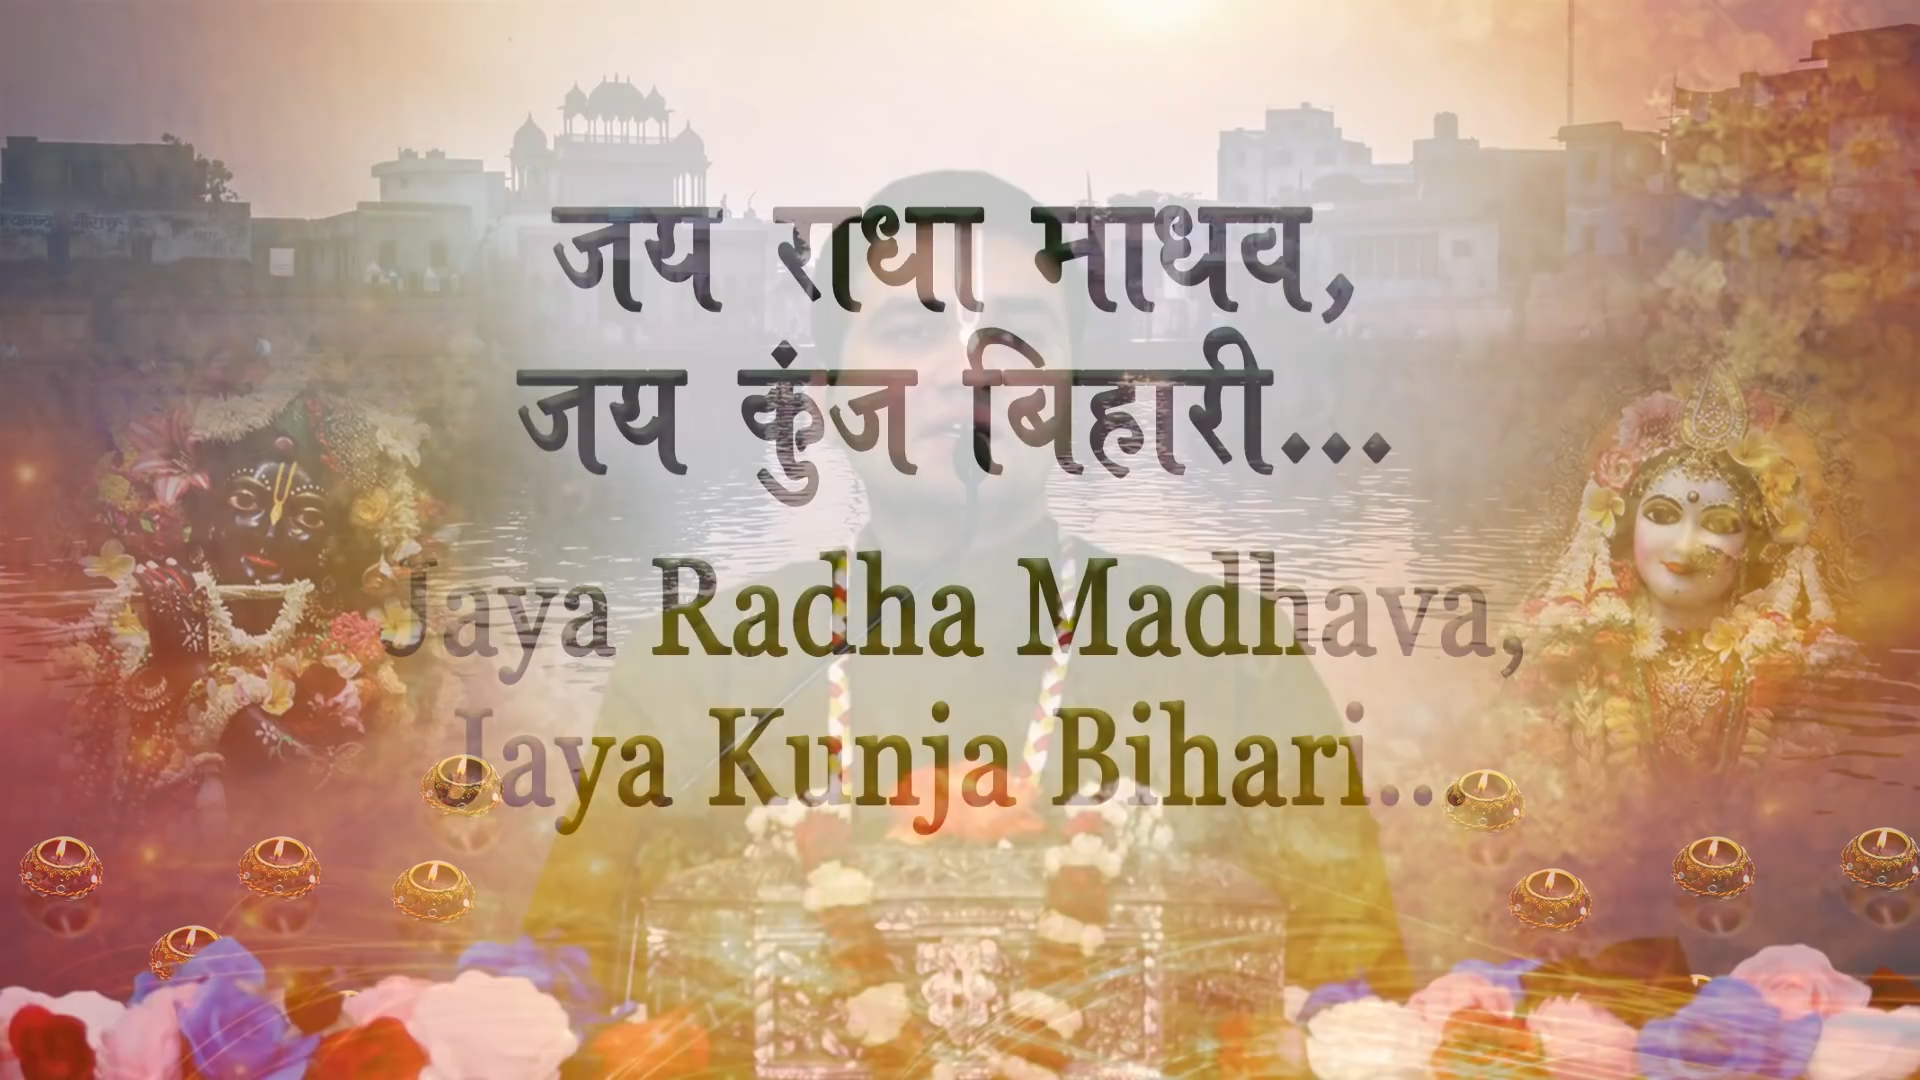 जय राधा माधव,
जय कुंज बिहारी...
Jaya Radha Madhava,
Jaya Kunja Bihari...